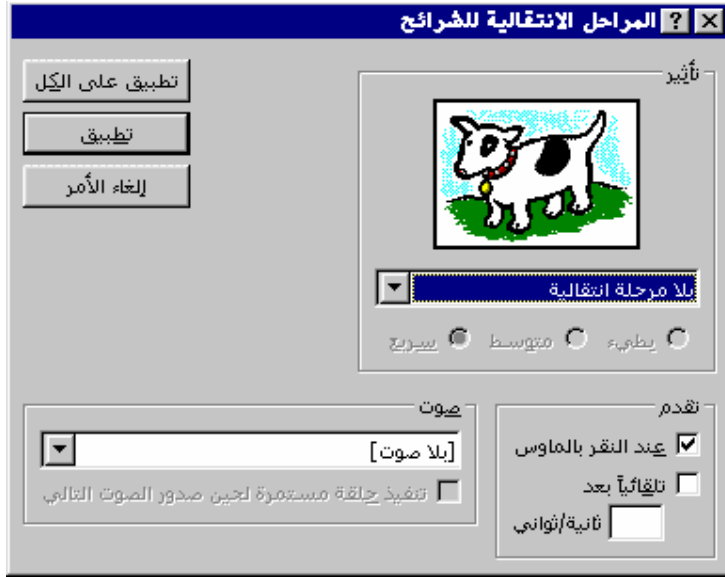 المراحل الانتقالية للشرائح
تأثير
تطبيق على الكل
تطبيق
إلغاء الأمر
بلا مرحلة انتقالية
بطيء متوسط سريع
تقدم
عند النقر بالماوس
تلقائياً بعد
ثانية/ثواني
صوت
[بلا صوت]
تنفيذ حلقة مستمرة لحين صدور الصوت التالي